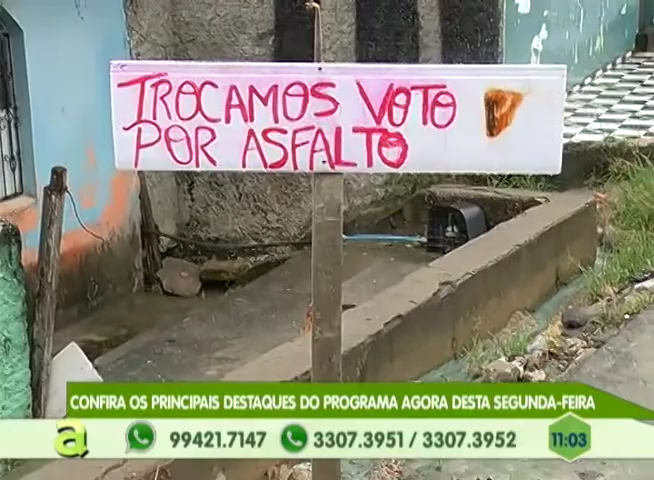 TROCAMOS VOTO
POR ASFALTO
CONFIRA OS PRINCIPAIS DESTAQUES DO PROGRAMA AGORA DESTA SEGUNDA-FEIRA
a 99421.7147 3307.3951 / 3307.3952 11:03